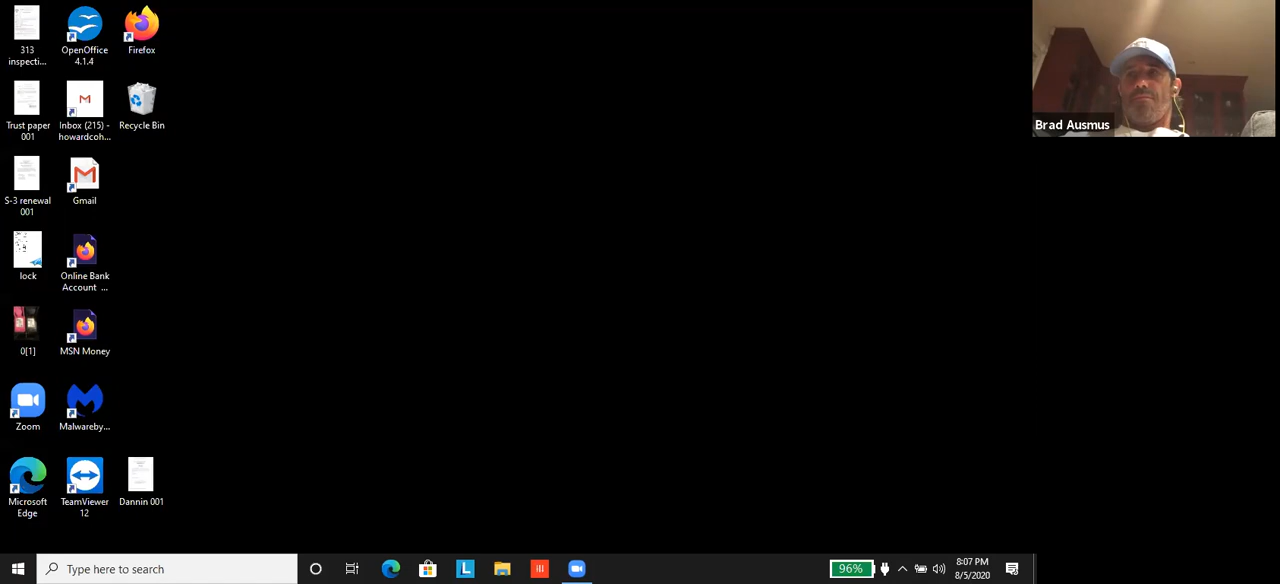 313
inspecti...
OpenOffice
4.1.4
Firefox
Trust paper
001
Inbox (215) -
howardcoh...
Recycle Bin
S-3 renewal
001
Gmail
lock
Online Bank
Account ...
0[1]
MSN Money
Zoom
Malwareby...
Microsoft
Edge
TeamViewer
12
Dannin 001
Brad Ausmus
Type here to search
96%
8:07 PM
8/5/2020